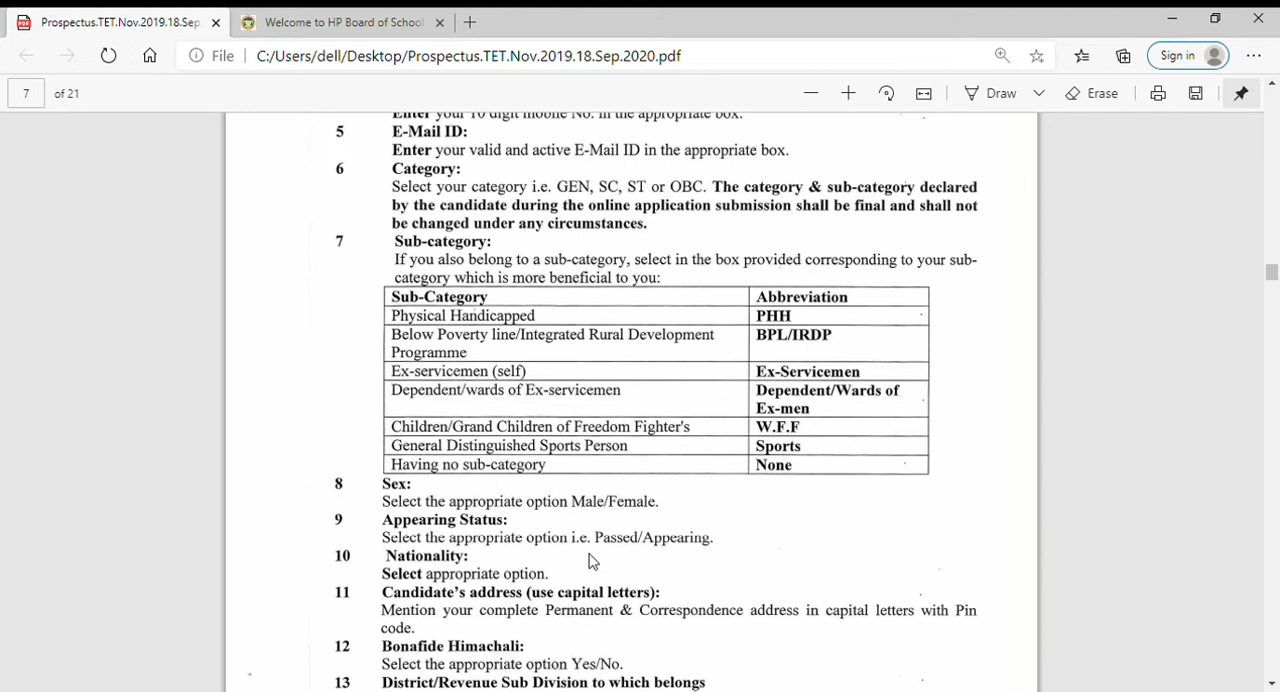 Prospectus.TET.Nov.2019.18.Sep
Welcome to HP Board of School
File
C:/Users/dell/Desktop/Prospectus.TET.Nov.2019.18.Sep.2020.pdf
Sign in
7 of 21
Draw
Erase
Enter your 10 digit mobile No. in the appropriate box.
5 E-Mail ID:
Enter your valid and active E-Mail ID in the appropriate box.
6 Category:
Select your category i.e. GEN, SC, ST or OBC. The category & sub-category declared
by the candidate during the online application submission shall be final and shall not
be changed under any circumstances.
7 Sub-category:
If you also belong to a sub-category, select in the box provided corresponding to your sub-
category which is more beneficial to you:
Sub-Category Abbreviation
Physical Handicapped PHH
Below Poverty line/Integrated Rural Development BPL/IRDP
Programme
Ex-servicemen (self) Ex-Servicemen
Dependent/wards of Ex-servicemen Dependent/Wards of
Ex-men
Children/Grand Children of Freedom Fighter's W.F.F
General Distinguished Sports Person Sports
Having no sub-category None
8 Sex:
Select the appropriate option Male/Female.
9 Appearing Status:
Select the appropriate option i.e. Passed/Appearing.
10 Nationality:
Select appropriate option.
11 Candidate's address (use capital letters):
Mention your complete Permanent & Correspondence address in capital letters with Pin
code.
12 Bonafide Himachali:
Select the appropriate option Yes/No.
13 District/Revenue Sub Division to which belongs